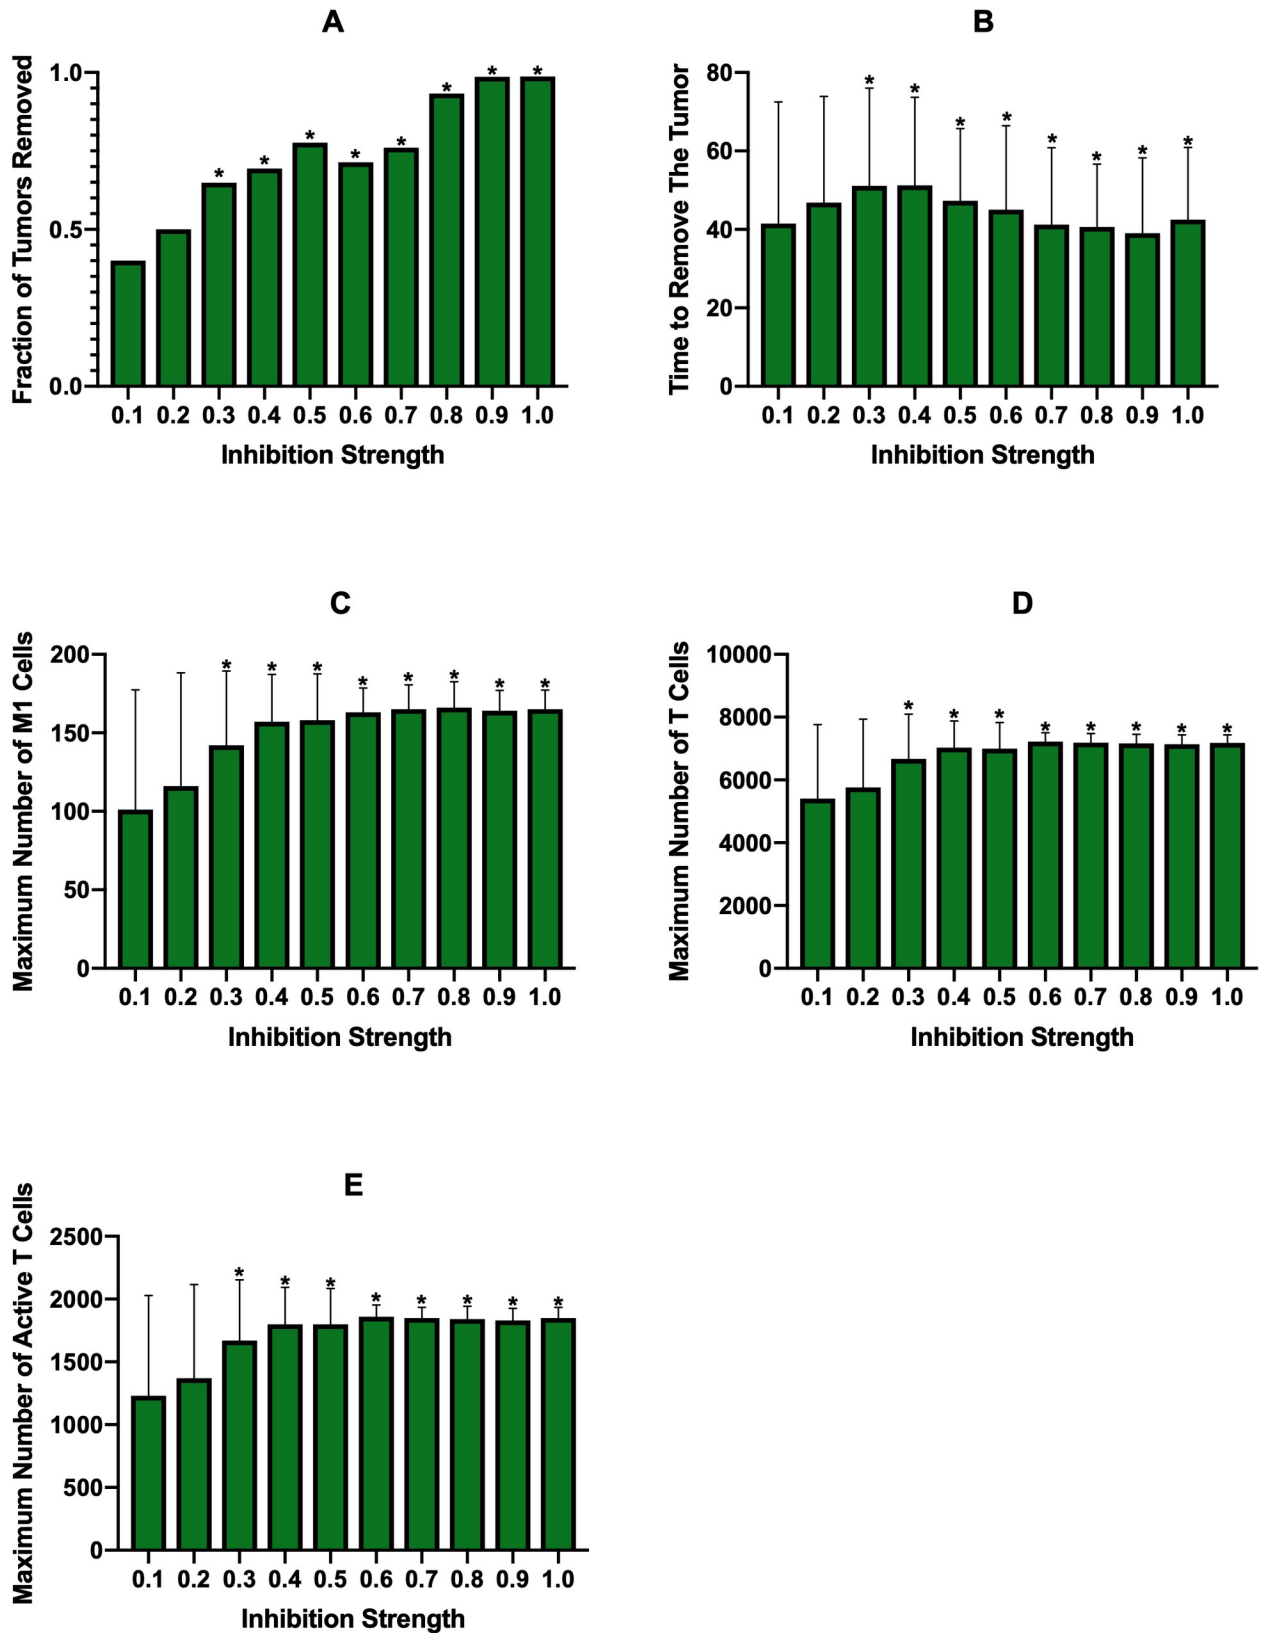 A
Fraction of Tumors Removed
1.0
0.5
0.0
* * * * * * * *
0.1 0.2 0.3 0.4 0.5 0.6 0.7 0.8 0.9 1.0
Inhibition Strength
B
Time to Remove The Tumor
80
60
40
20
0
* * * * * * * *
0.1 0.2 0.3 0.4 0.5 0.6 0.7 0.8 0.9 1.0
Inhibition Strength
C
Maximum Number of M1 Cells
200
150
100
50
0
* * * * * * * *
0.1 0.2 0.3 0.4 0.5 0.6 0.7 0.8 0.9 1.0
Inhibition Strength
D
Maximum Number of T Cells
10000
8000
6000
4000
2000
0
* * * * * * * *
0.1 0.2 0.3 0.4 0.5 0.6 0.7 0.8 0.9 1.0
Inhibition Strength
E
Maximum Number of Active T Cells
2500
2000
1500
1000
500
0
* * * * * * * *
0.1 0.2 0.3 0.4 0.5 0.6 0.7 0.8 0.9 1.0
Inhibition Strength